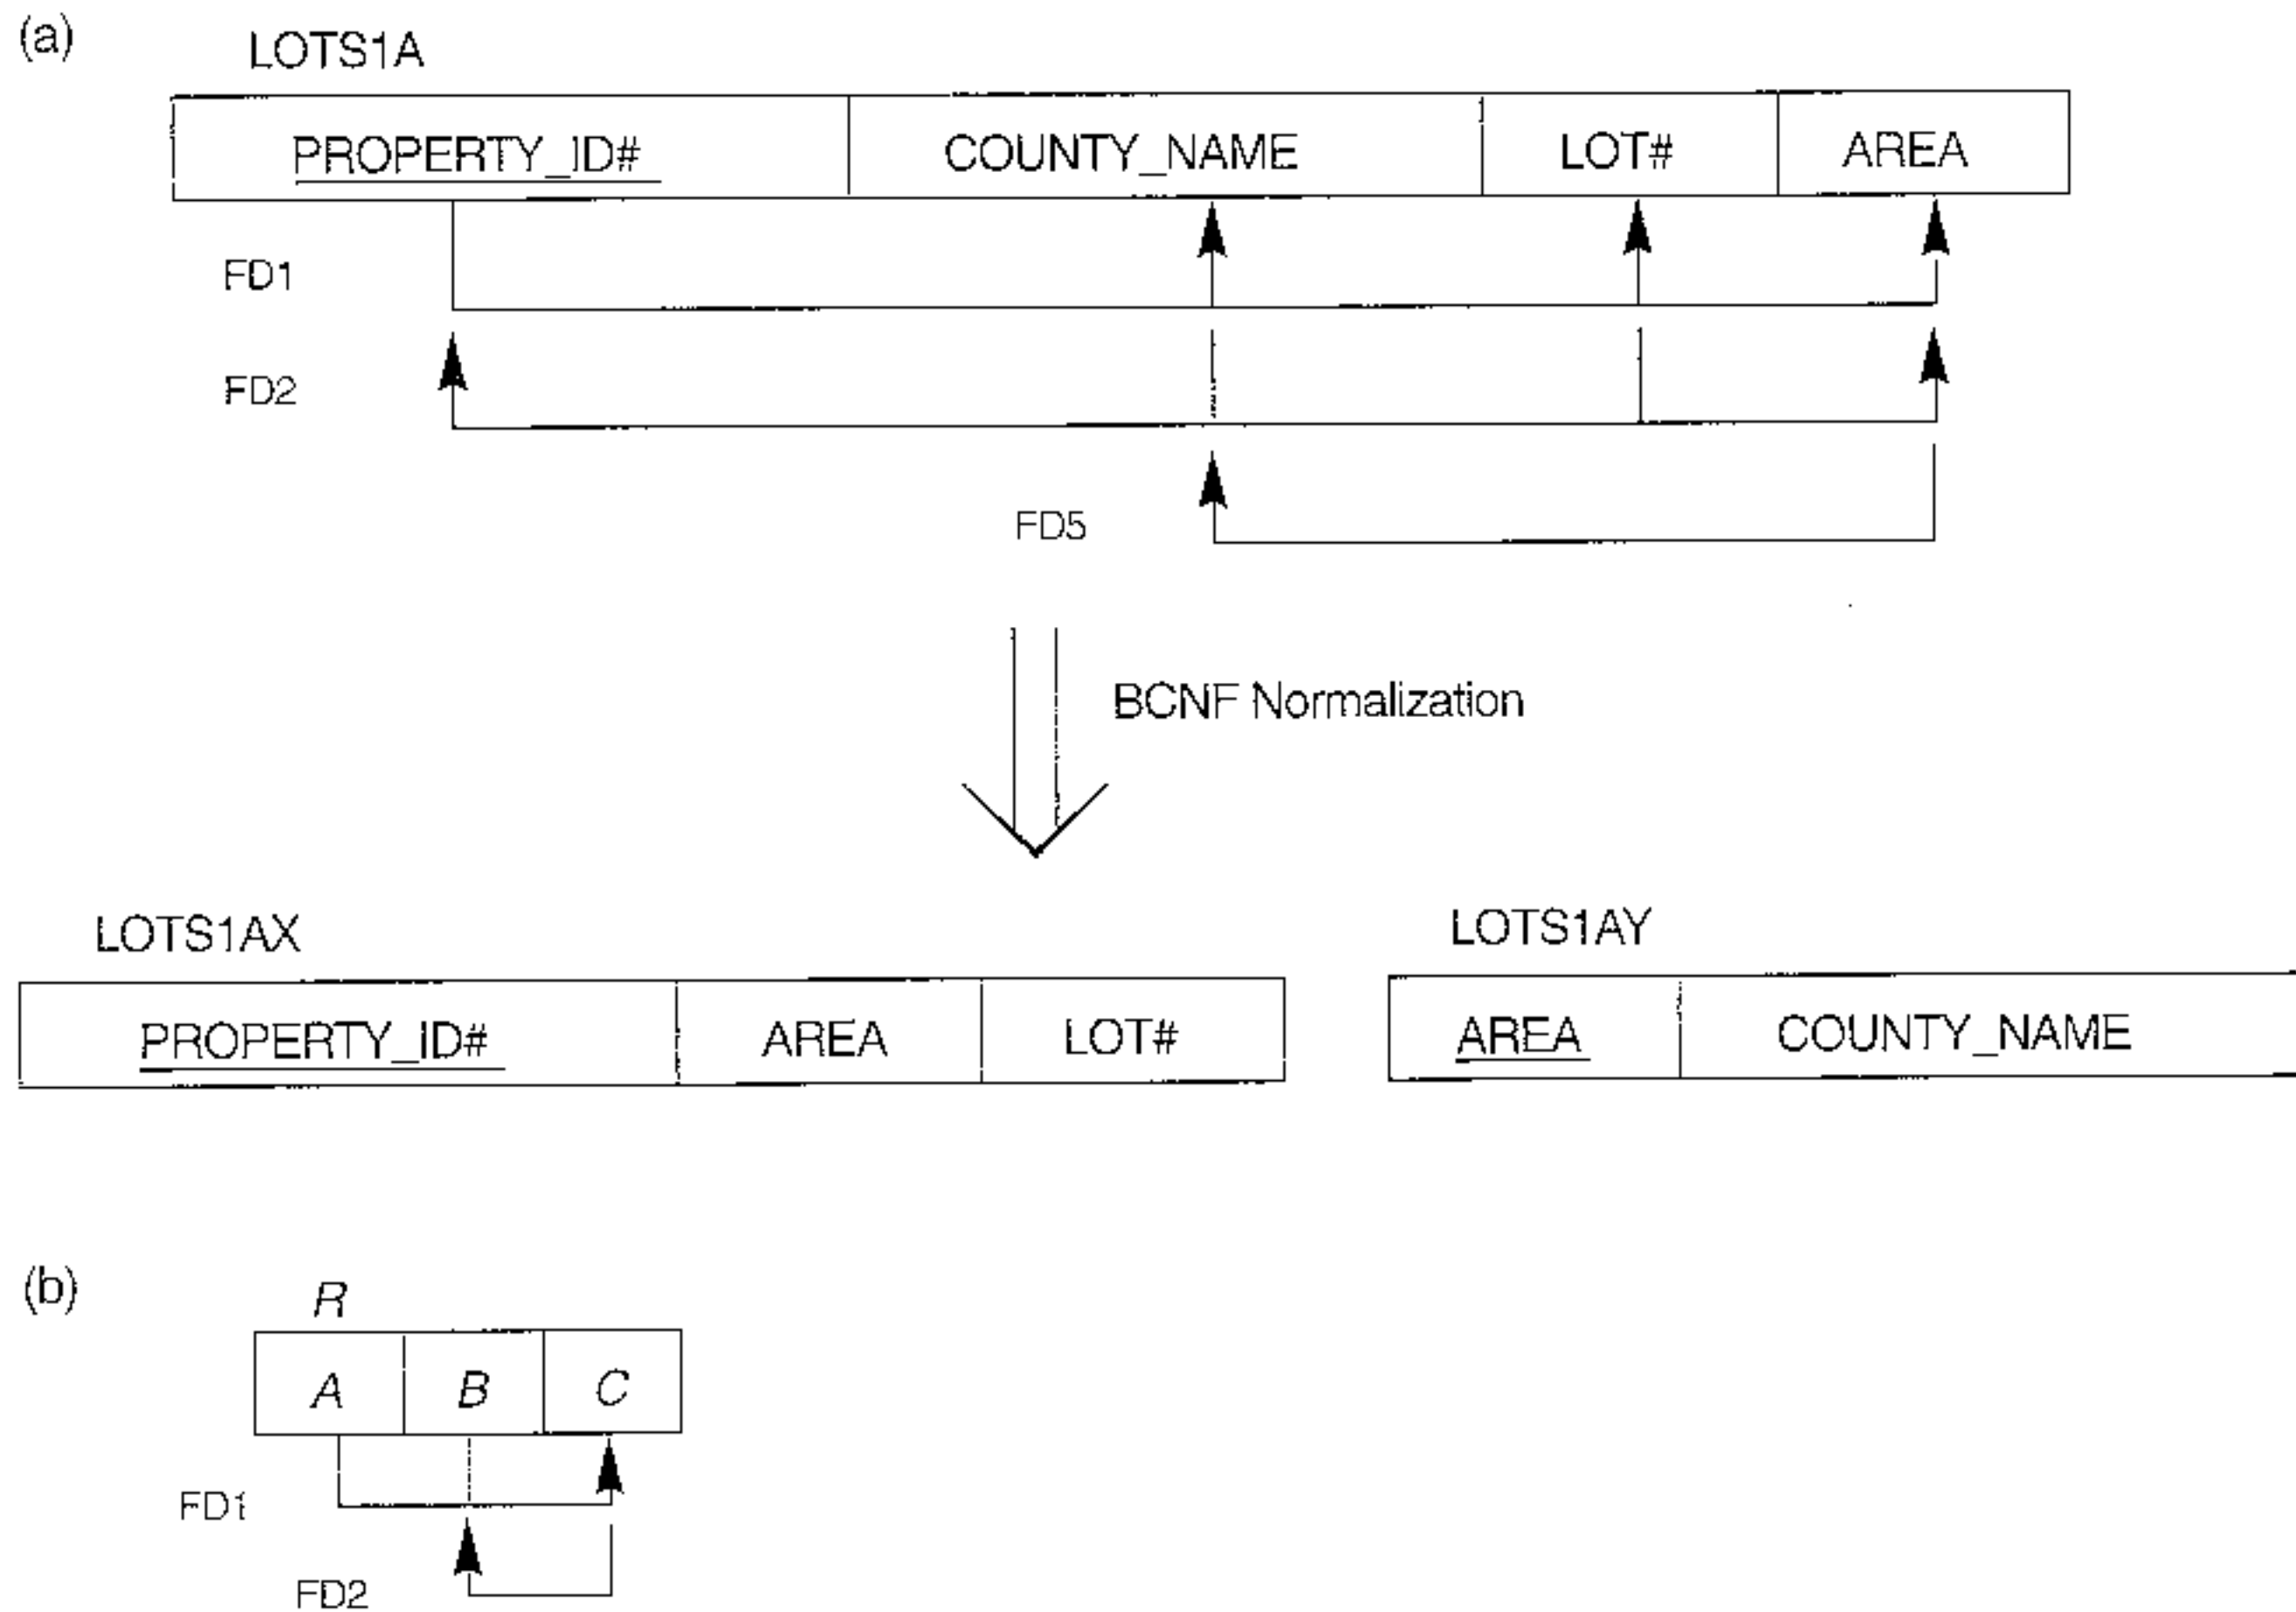 (a)
LOTS1A
PROPERTY_ID# COUNTY_NAME LOT# AREA
FD1
FD2
FD5
BCNF Normalization
LOTS1AX LOTS1AY
PROPERTY_ID# AREA LOT# AREA COUNTY_NAME
(b)
R
A B C
FD1
FD2